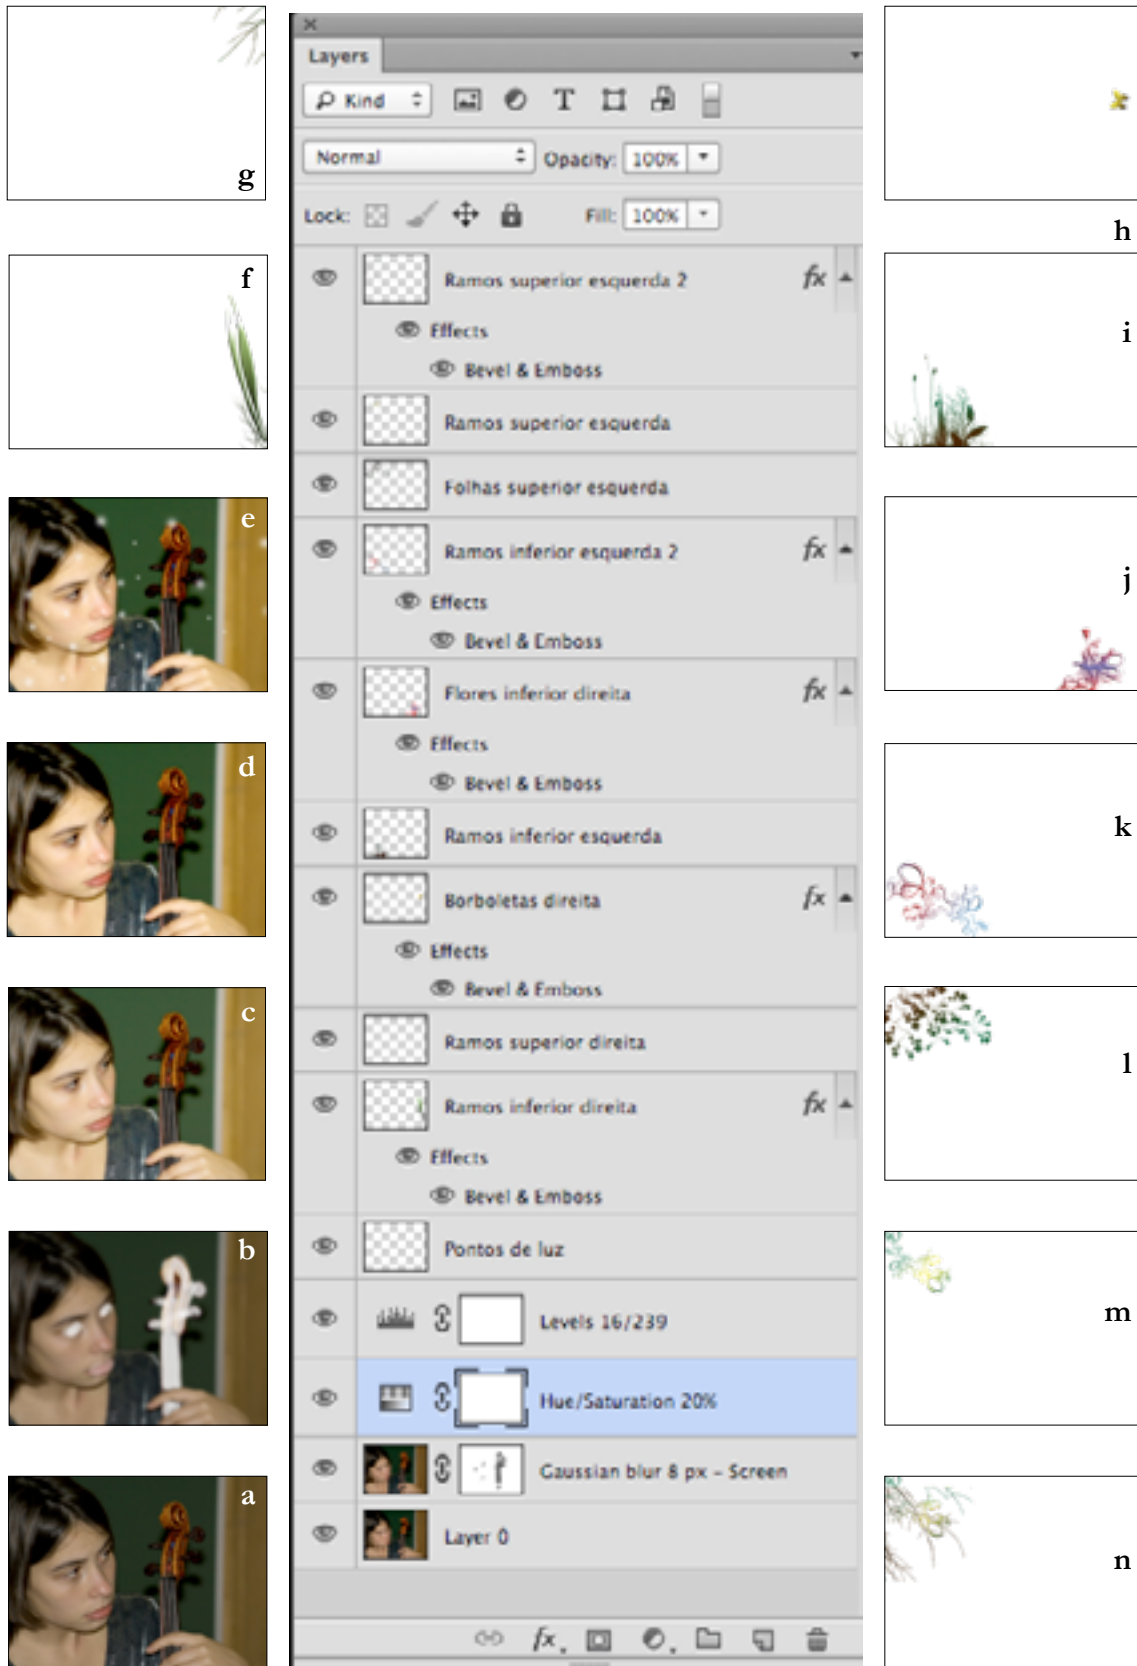 g
f
e
d
c
b
a
Layers
Kind
Normal
Opacity: 100%
Lock:
Fill: 100%
Ramos superior esquerda 2
fx
Effects
Bevel & Emboss
Ramos superior esquerda
Folhas superior esquerda
Ramos inferior esquerda 2
fx
Effects
Bevel & Emboss
Flores inferior direita
fx
Effects
Bevel & Emboss
Ramos inferior esquerda
Borboletas direita
fx
Effects
Bevel & Emboss
Ramos superior direita
Ramos inferior direita
fx
Effects
Bevel & Emboss
Pontos de luz
Levels 16/239
Hue/Saturation 20%
Gaussian blur 8 px – Screen
Layer 0
fx
h
i
j
k
l
m
n